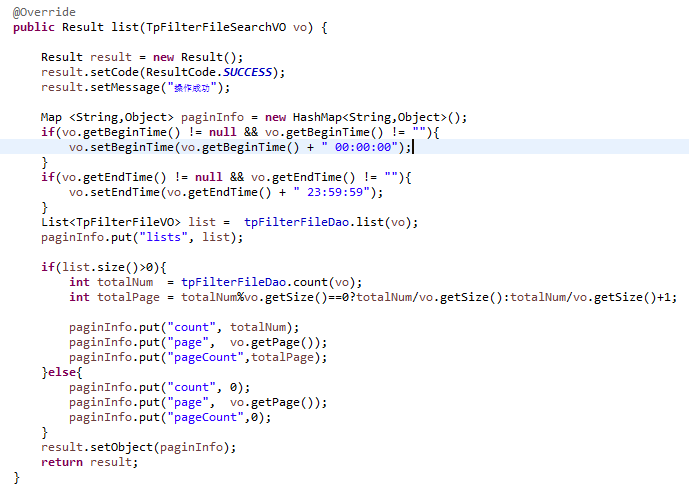 @Override
public Result list(TpFilterFileSearchVO vo) {
Result result = new Result();
result.setCode(ResultCode.SUCCESS);
result.setMessage("操作成功");
Map <String,Object> paginInfo = new HashMap<String,Object>();
if(vo.getBeginTime() != null && vo.getBeginTime() != ""){
vo.setBeginTime(vo.getBeginTime() + " 00:00:00");
}
if(vo.getEndTime() != null && vo.getEndTime() != ""){
vo.setEndTime(vo.getEndTime() + " 23:59:59");
}
List<TpFilterFileVO> list =  tpFilterFileDao.list(vo);
paginInfo.put("lists", list);
if(list.size()>0){
int totalNum  = tpFilterFileDao.count(vo);
int totalPage = totalNum%vo.getSize()==0?totalNum/vo.getSize():totalNum/vo.getSize()+1;
paginInfo.put("count", totalNum);
paginInfo.put("page",  vo.getPage());
paginInfo.put("pageCount",totalPage);
}else{
paginInfo.put("count", 0);
paginInfo.put("page",  vo.getPage());
paginInfo.put("pageCount",0);
}
result.setObject(paginInfo);
return result;
}